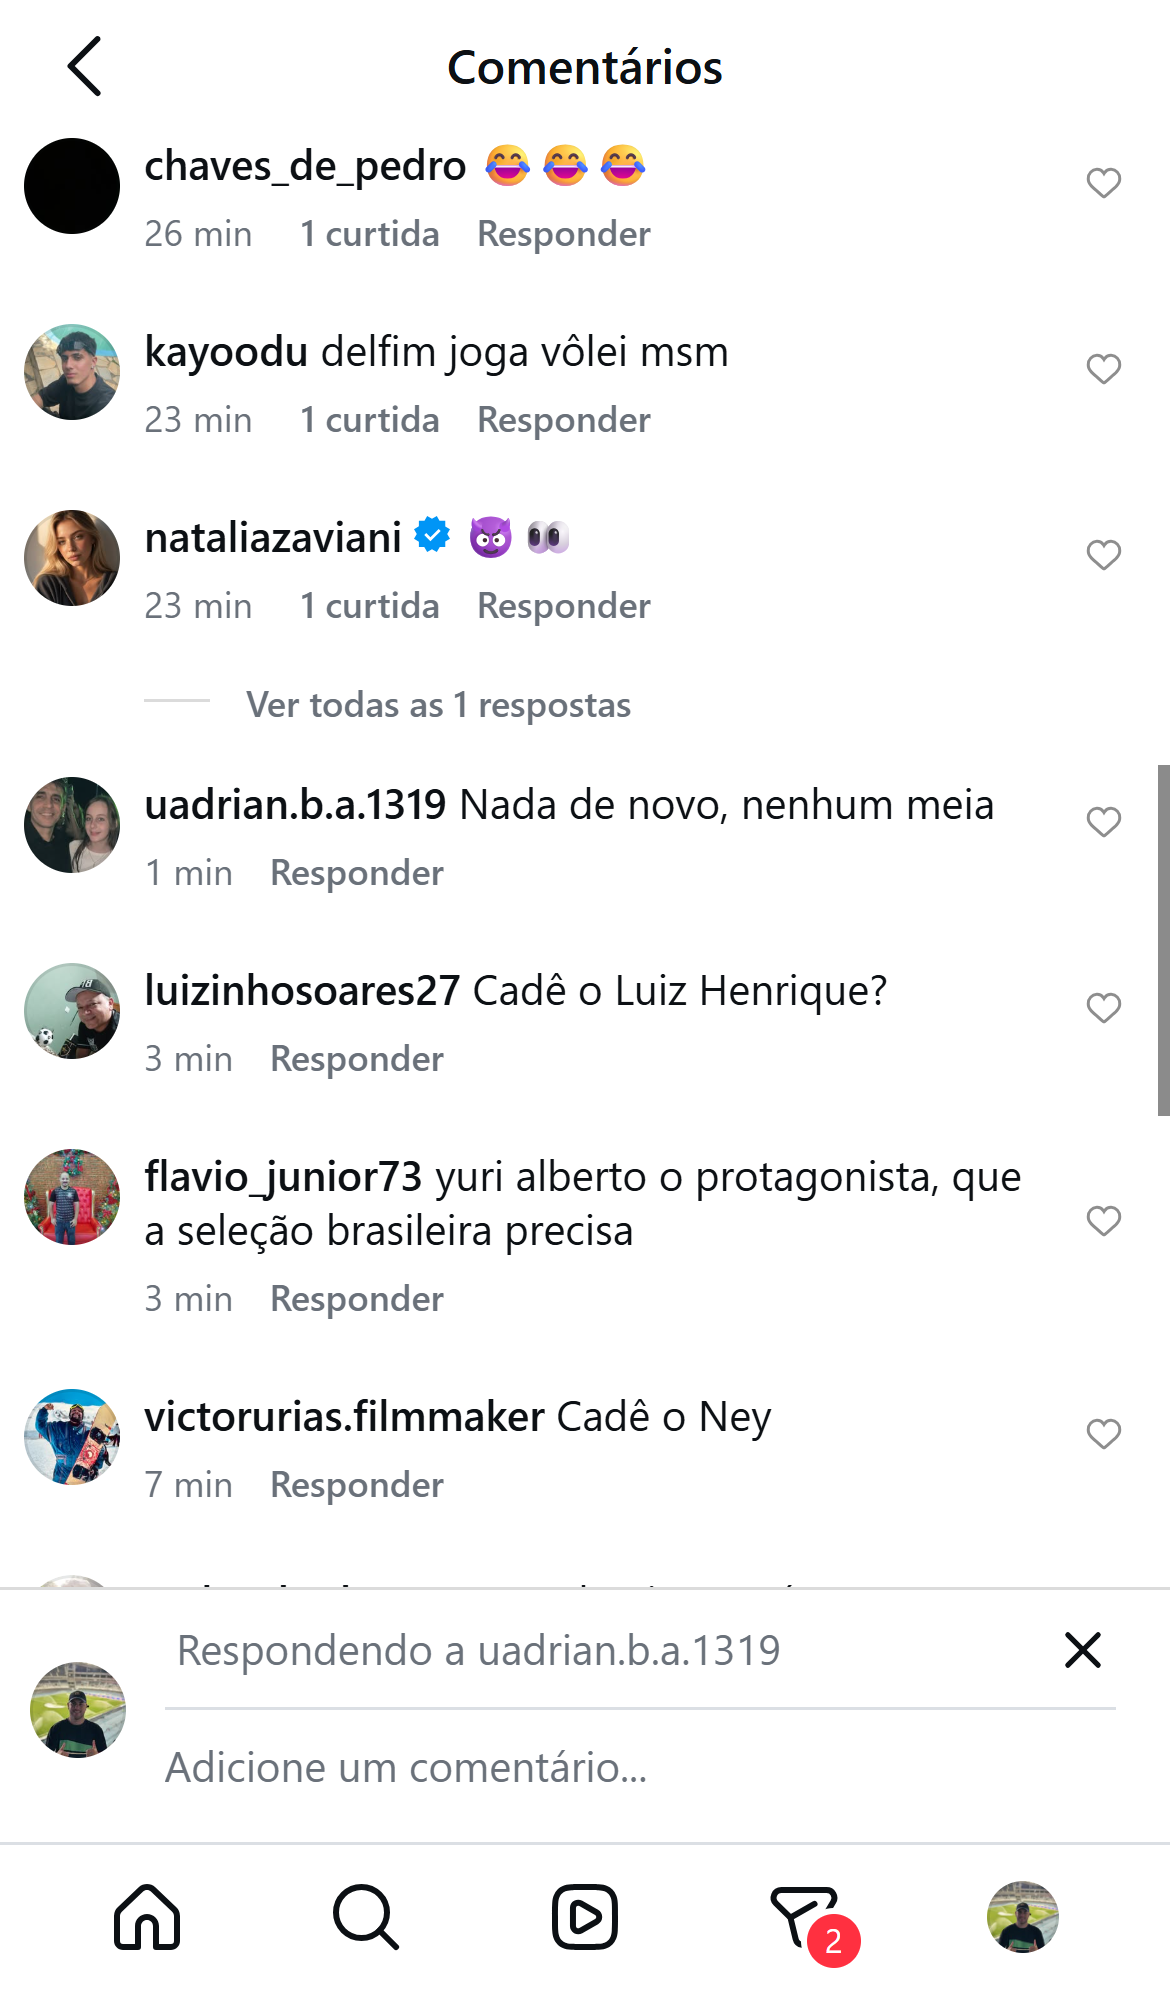 Comentários
chaves_de_pedro 😂 😂 😂
26 min 1 curtida Responder
kayoodu delfim joga vôlei msm
23 min 1 curtida Responder
nataliazaviani 😈 👀
23 min 1 curtida Responder
Ver todas as 1 respostas
uadrian.b.a.1319 Nada de novo, nenhum meia
1 min Responder
luizinhosoares27 Cadê o Luiz Henrique?
3 min Responder
flavio_junior73 yuri alberto o protagonista, que
a seleção brasileira precisa
3 min Responder
victorurias.filmmaker Cadê o Ney
7 min Responder
Respondendo a uadrian.b.a.1319
Adicione um comentário...
2